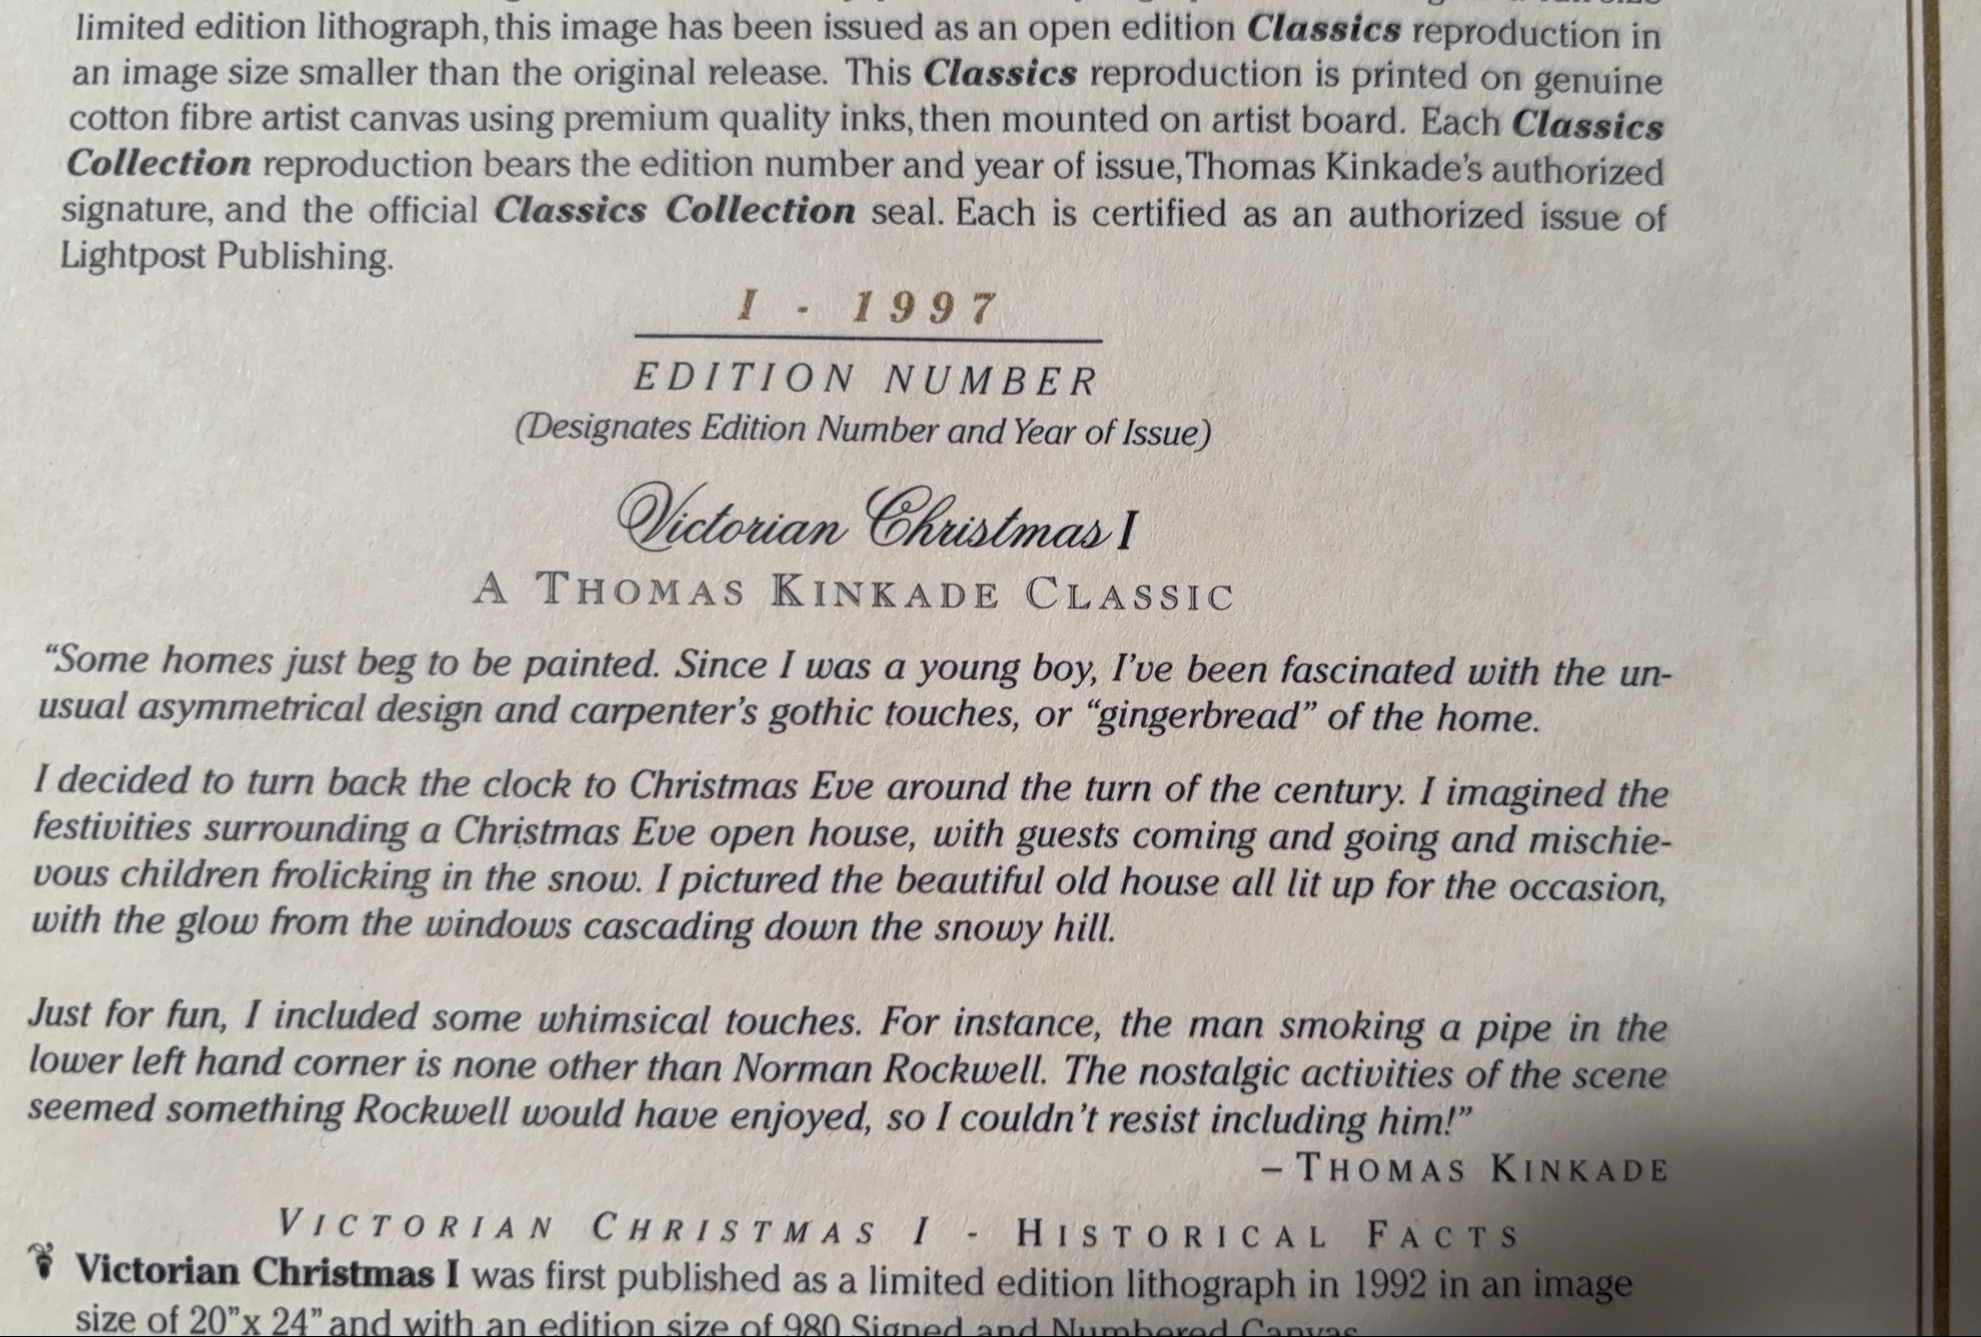 limited edition lithograph, this image has been issued as an open edition Classics reproduction in
an image size smaller than the original release. This Classics reproduction is printed on genuine
cotton fibre artist canvas using premium quality inks, then mounted on artist board. Each Classics
Collection reproduction bears the edition number and year of issue, Thomas Kinkade's authorized
signature, and the official Classics Collection seal. Each is certified as an authorized issue of
Lightpost Publishing.
I - 1997
EDITION NUMBER
(Designates Edition Number and Year of Issue)
Victorian Christmas I
A THOMAS KINKADE CLASSIC
“Some homes just beg to be painted. Since I was a young boy, I’ve been fascinated with the un-
usual asymmetrical design and carpenter’s gothic touches, or “gingerbread” of the home.
I decided to turn back the clock to Christmas Eve around the turn of the century. I imagined the
festivities surrounding a Christmas Eve open house, with guests coming and going and mischie-
vous children frolicking in the snow. I pictured the beautiful old house all lit up for the occasion,
with the glow from the windows cascading down the snowy hill.
Just for fun, I included some whimsical touches. For instance, the man smoking a pipe in the
lower left hand corner is none other than Norman Rockwell. The nostalgic activities of the scene
seemed something Rockwell would have enjoyed, so I couldn’t resist including him!”
– THOMAS KINKADE
VICTORIAN CHRISTMAS I - HISTORICAL FACTS
Victorian Christmas I was first published as a limited edition lithograph in 1992 in an image
size of 20”x 24” and with an edition size of 980 Signed and Numbered Canvas